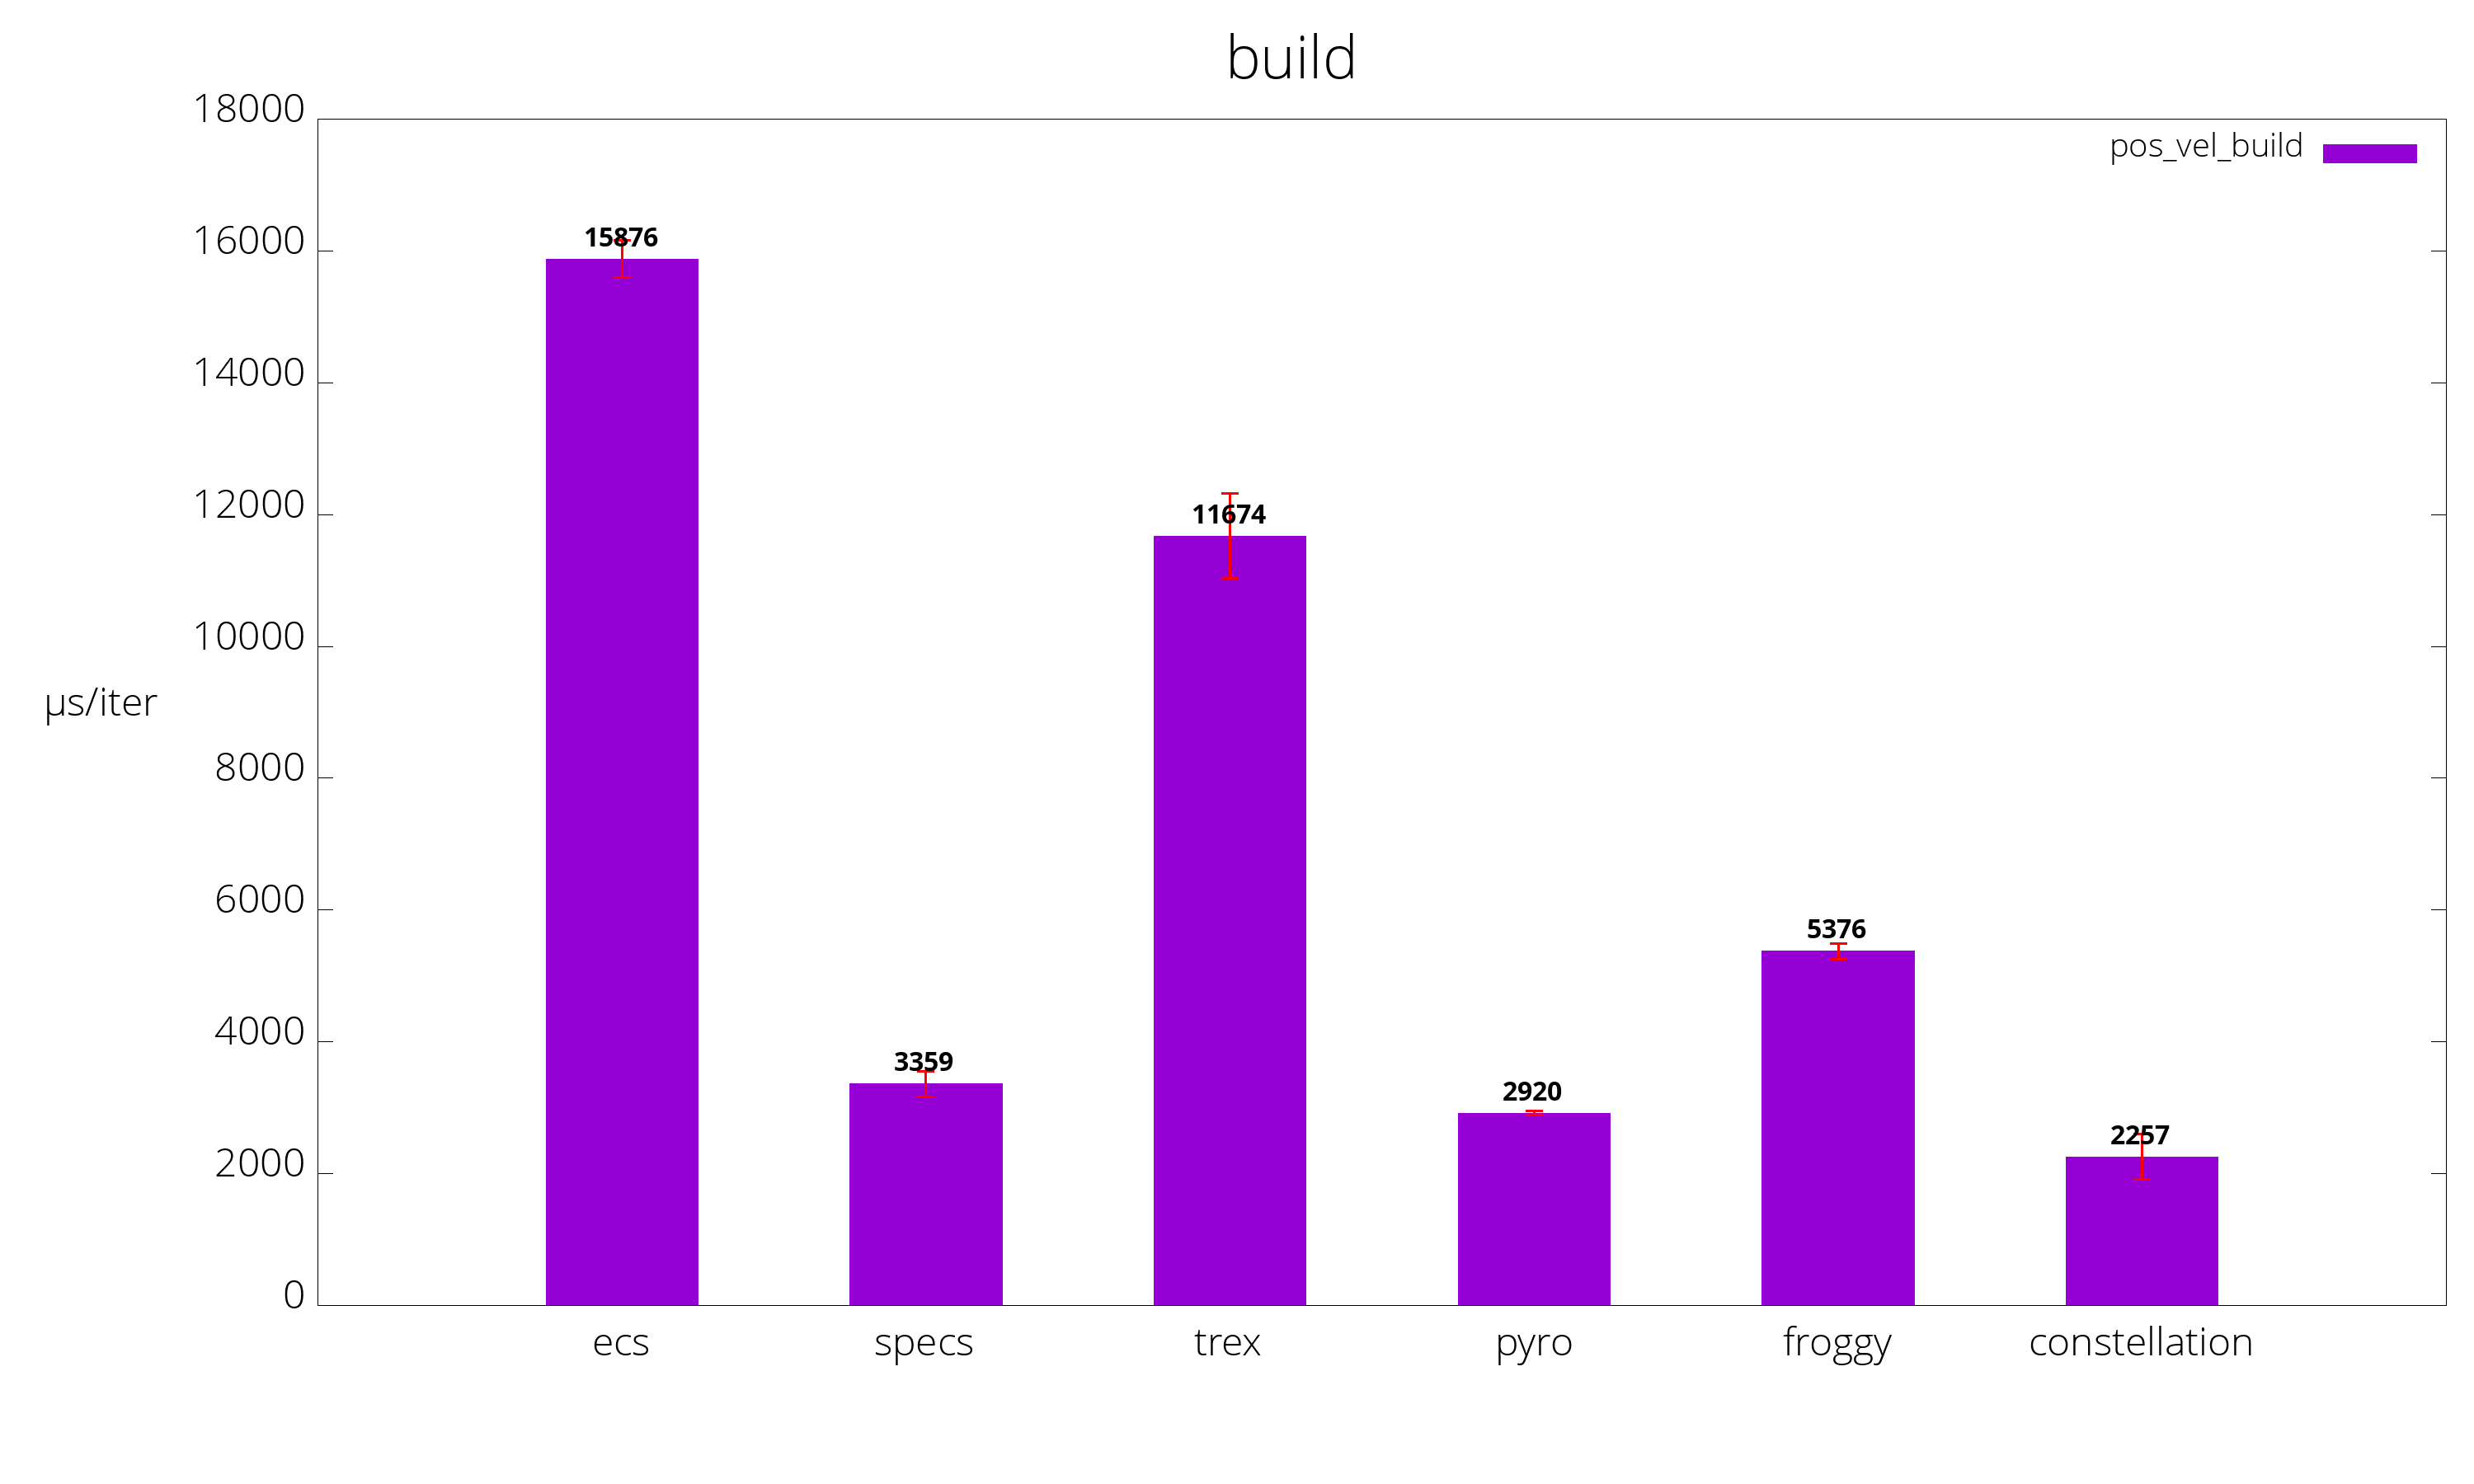 build
18000
16000
14000
12000
10000
8000
6000
4000
2000
0
µs/iter
pos_vel_build
15876
3359
11674
2920
5376
2257
ecs
specs
trex
pyro
froggy
constellation